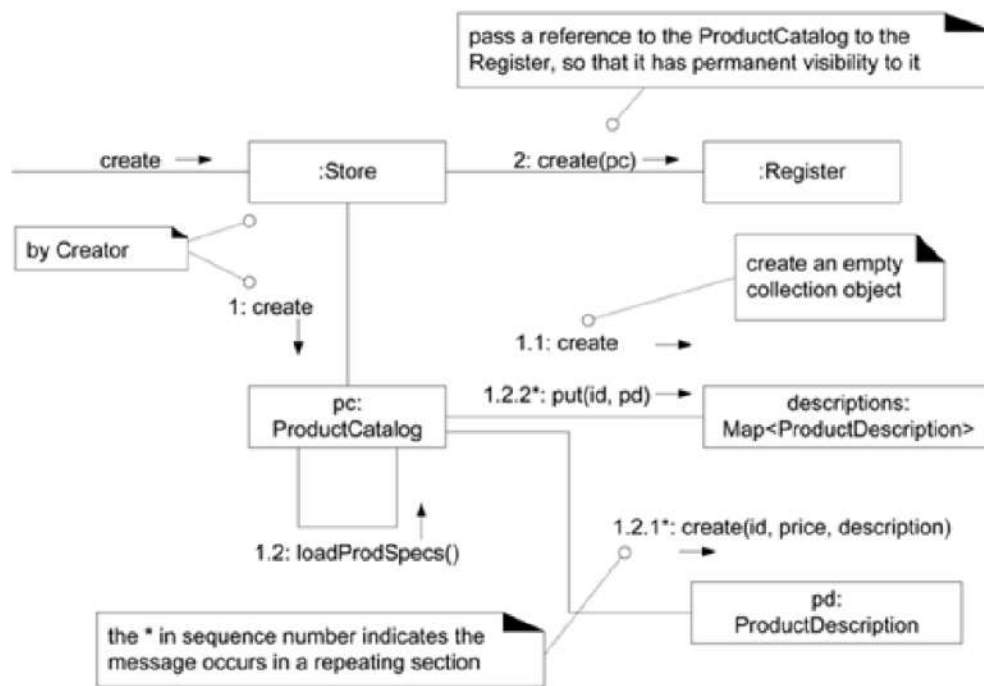 pass a reference to the ProductCatalog to the
Register, so that it has permanent visibility to it
create
:Store
2: create(pc)
:Register
by Creator
create an empty
collection object
1: create
1.1: create
1.2.2*: put(id, pd)
pc:
ProductCatalog
descriptions:
Map<ProductDescription>
1.2: loadProdSpecs()
1.2.1*: create(id, price, description)
pd:
ProductDescription
the * in sequence number indicates the
message occurs in a repeating section